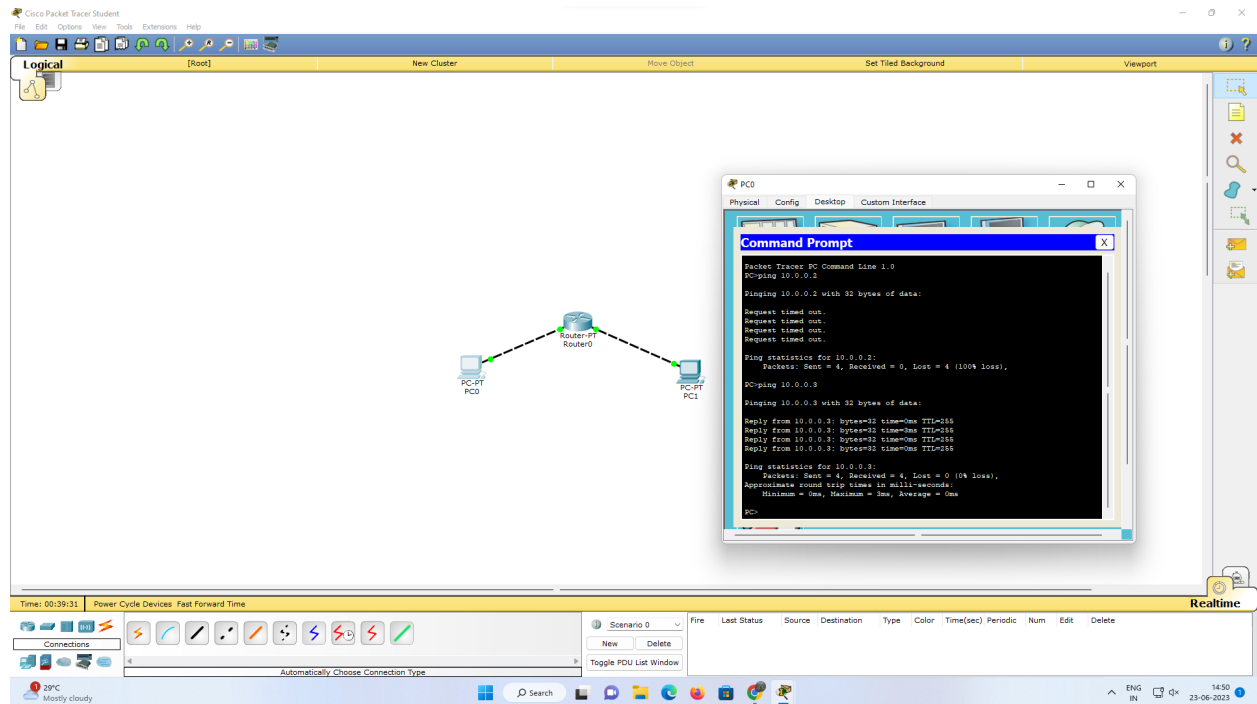 Cisco Packet Tracer Student
File Edit Options View Tools Extensions Help
Logical [Root] New Cluster Move Object Set Tiled Background Viewport
PC0
Physical Config Desktop Custom Interface
Command Prompt X
Packet Tracer PC Command Line 1.0
PC>ping 10.0.0.2
Pinging 10.0.0.2 with 32 bytes of data:
Request timed out.
Request timed out.
Request timed out.
Request timed out.
Ping statistics for 10.0.0.2:
Packets: Sent = 4, Received = 0, Lost = 4 (100% loss),
PC>ping 10.0.0.3
Pinging 10.0.0.3 with 32 bytes of data:
Reply from 10.0.0.3: bytes=32 time=0ms TTL=255
Reply from 10.0.0.3: bytes=32 time=3ms TTL=255
Reply from 10.0.0.3: bytes=32 time=0ms TTL=255
Reply from 10.0.0.3: bytes=32 time=0ms TTL=255
Ping statistics for 10.0.0.3:
Packets: Sent = 4, Received = 4, Lost = 0 (0% loss),
Approximate round trip times in milli-seconds:
Minimum = 0ms, Maximum = 3ms, Average = 0ms
PC>
Router-PT
Router0
PC-PT
PC0
PC-PT
PC1
Time: 00:39:31 Power Cycle Devices Fast Forward Time Realtime
Connections
Automatically Choose Connection Type
Scenario 0
New Delete
Toggle PDU List Window
Fire Last Status Source Destination Type Color Time(sec) Periodic Num Edit Delete
1
29°C
Mostly cloudy
Search
ENG
IN
14:50
23-06-2023
1